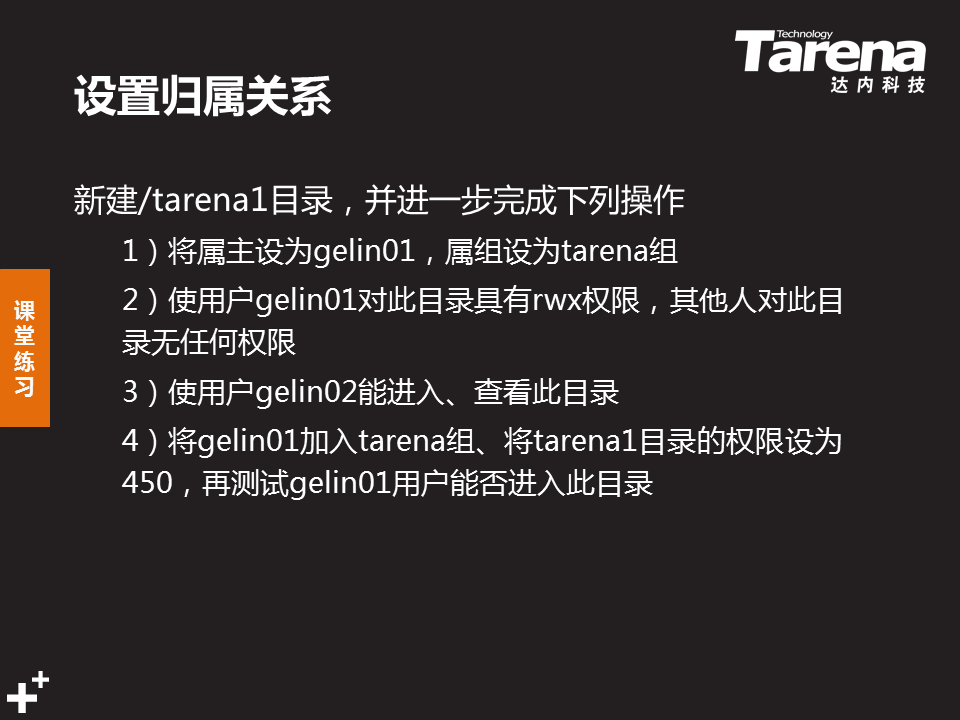 Technology
Tarena
达内科技
设置归属关系
新建/tarena1目录，并进一步完成下列操作
1）将属主设为gelin01，属组设为tarena组
2）使用户gelin01对此目录具有rwx权限，其他人对此目
录无任何权限
3）使用户gelin02能进入、查看此目录
4）将gelin01加入tarena组、将tarena1目录的权限设为
450，再测试gelin01用户能否进入此目录
课
堂
练
习